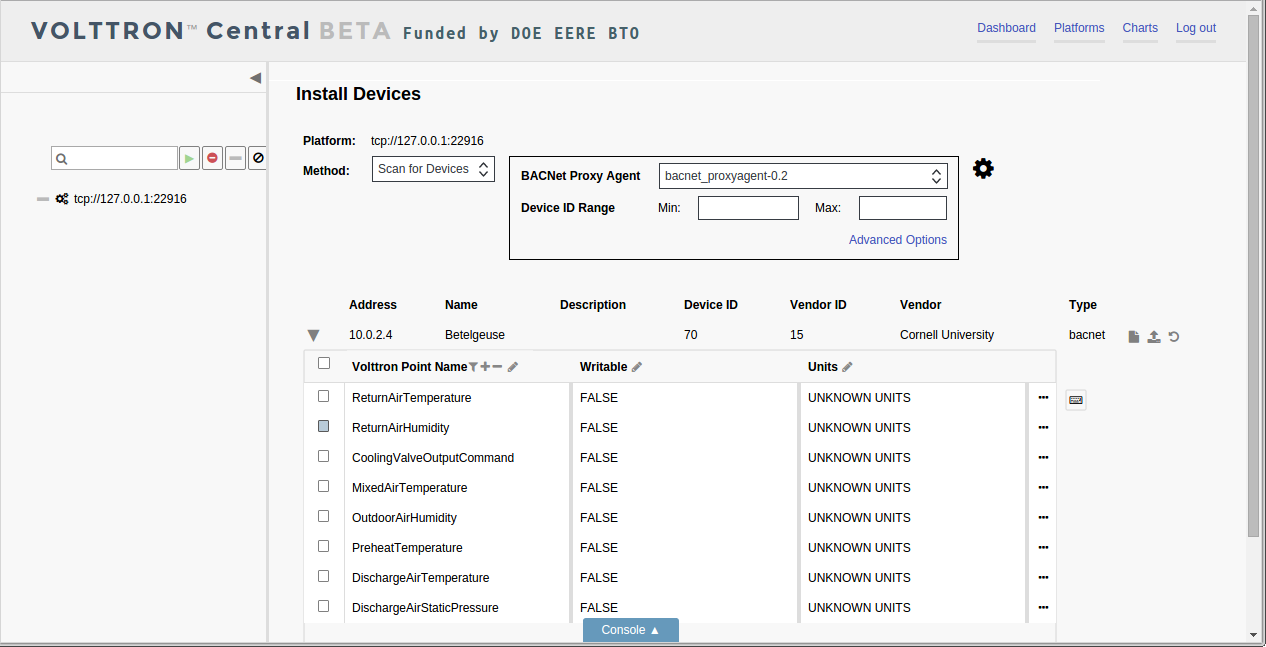 VOLTTRON™ Central BETA Funded by DOE EERE BTO
Dashboard Platforms Charts Log out
Install Devices
Platform: tcp://127.0.0.1:22916
Method: Scan for Devices
BACNet Proxy Agent bacnet_proxyagent-0.2
Device ID Range Min: Max:
Advanced Options
tcp://127.0.0.1:22916
Address Name Description Device ID Vendor ID Vendor Type
10.0.2.4 Betelgeuse 70 15 Cornell University bacnet
Volttron Point Name Writable Units
ReturnAirTemperature FALSE UNKNOWN UNITS
ReturnAirHumidity FALSE UNKNOWN UNITS
CoolingValveOutputCommand FALSE UNKNOWN UNITS
MixedAirTemperature FALSE UNKNOWN UNITS
OutdoorAirHumidity FALSE UNKNOWN UNITS
PreheatTemperature FALSE UNKNOWN UNITS
DischargeAirTemperature FALSE UNKNOWN UNITS
DischargeAirStaticPressure FALSE UNKNOWN UNITS
Console ▲